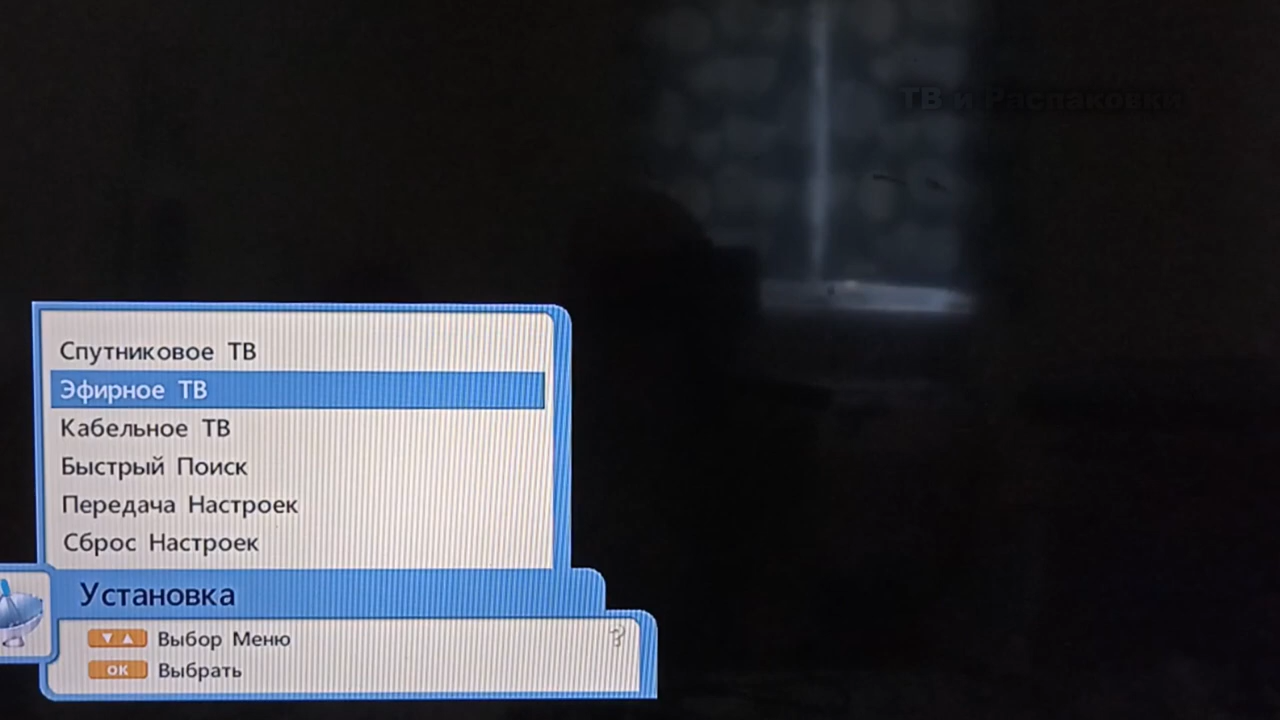 ТВ и Распаковки
Спутниковое ТВ
Эфирное ТВ
Кабельное ТВ
Быстрый Поиск
Передача Настроек
Сброс Настроек
Установка
▼ ▲ Выбор Меню
?
OK Выбрать